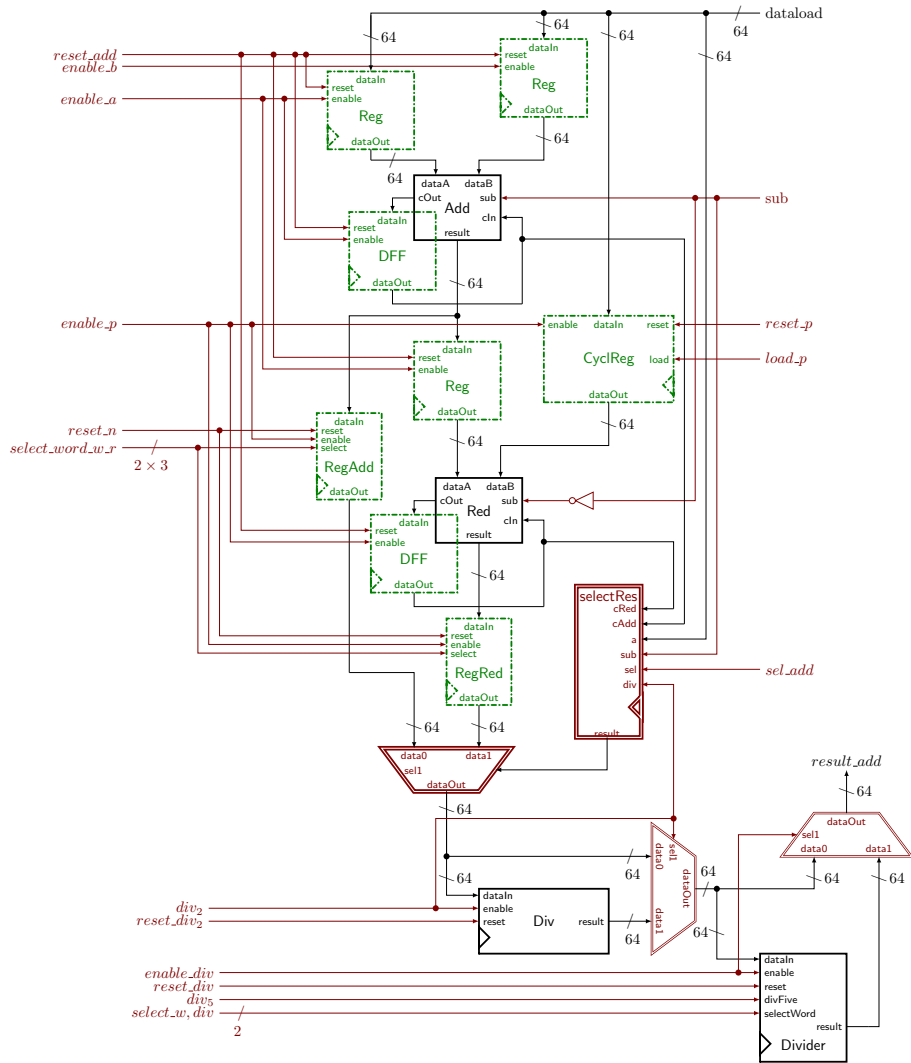 dataload
64
64 64 64 64
dataIn
reset
enable
Reg
dataOut
reset_add
enable_b
enable_a
dataIn
reset
enable
Reg
dataOut
64
64
dataA dataB
cOut sub
Add
cIn
result
sub
dataIn
reset
enable
DFF
dataOut
64
enable_p
enable dataIn reset
CyclReg
load
dataOut
reset_p
load_p
dataIn
reset
enable
Reg
dataOut
64
64
reset_n
select_word_w_r
2 × 3
dataIn
reset
enable
select
RegAdd
dataOut
dataA dataB
cOut sub
Red
cIn
result
dataIn
reset
enable
DFF
dataOut
64
selectRes
cRed
cAdd
a
sub
sel
div
result
sel_add
dataIn
reset
enable
select
RegRed
dataOut
64 64
data0 data1
sel1
dataOut
64
result_add
64
dataOut
sel1
data0 data1
64 64
sel1
data0
dataOut
data1
64
64
64
64
64
div2
reset_div2
dataIn
enable
reset
Div
result
enable_div
reset_div
div5
select_w, div
2
dataIn
enable
reset
divFive
selectWord
result
Divider